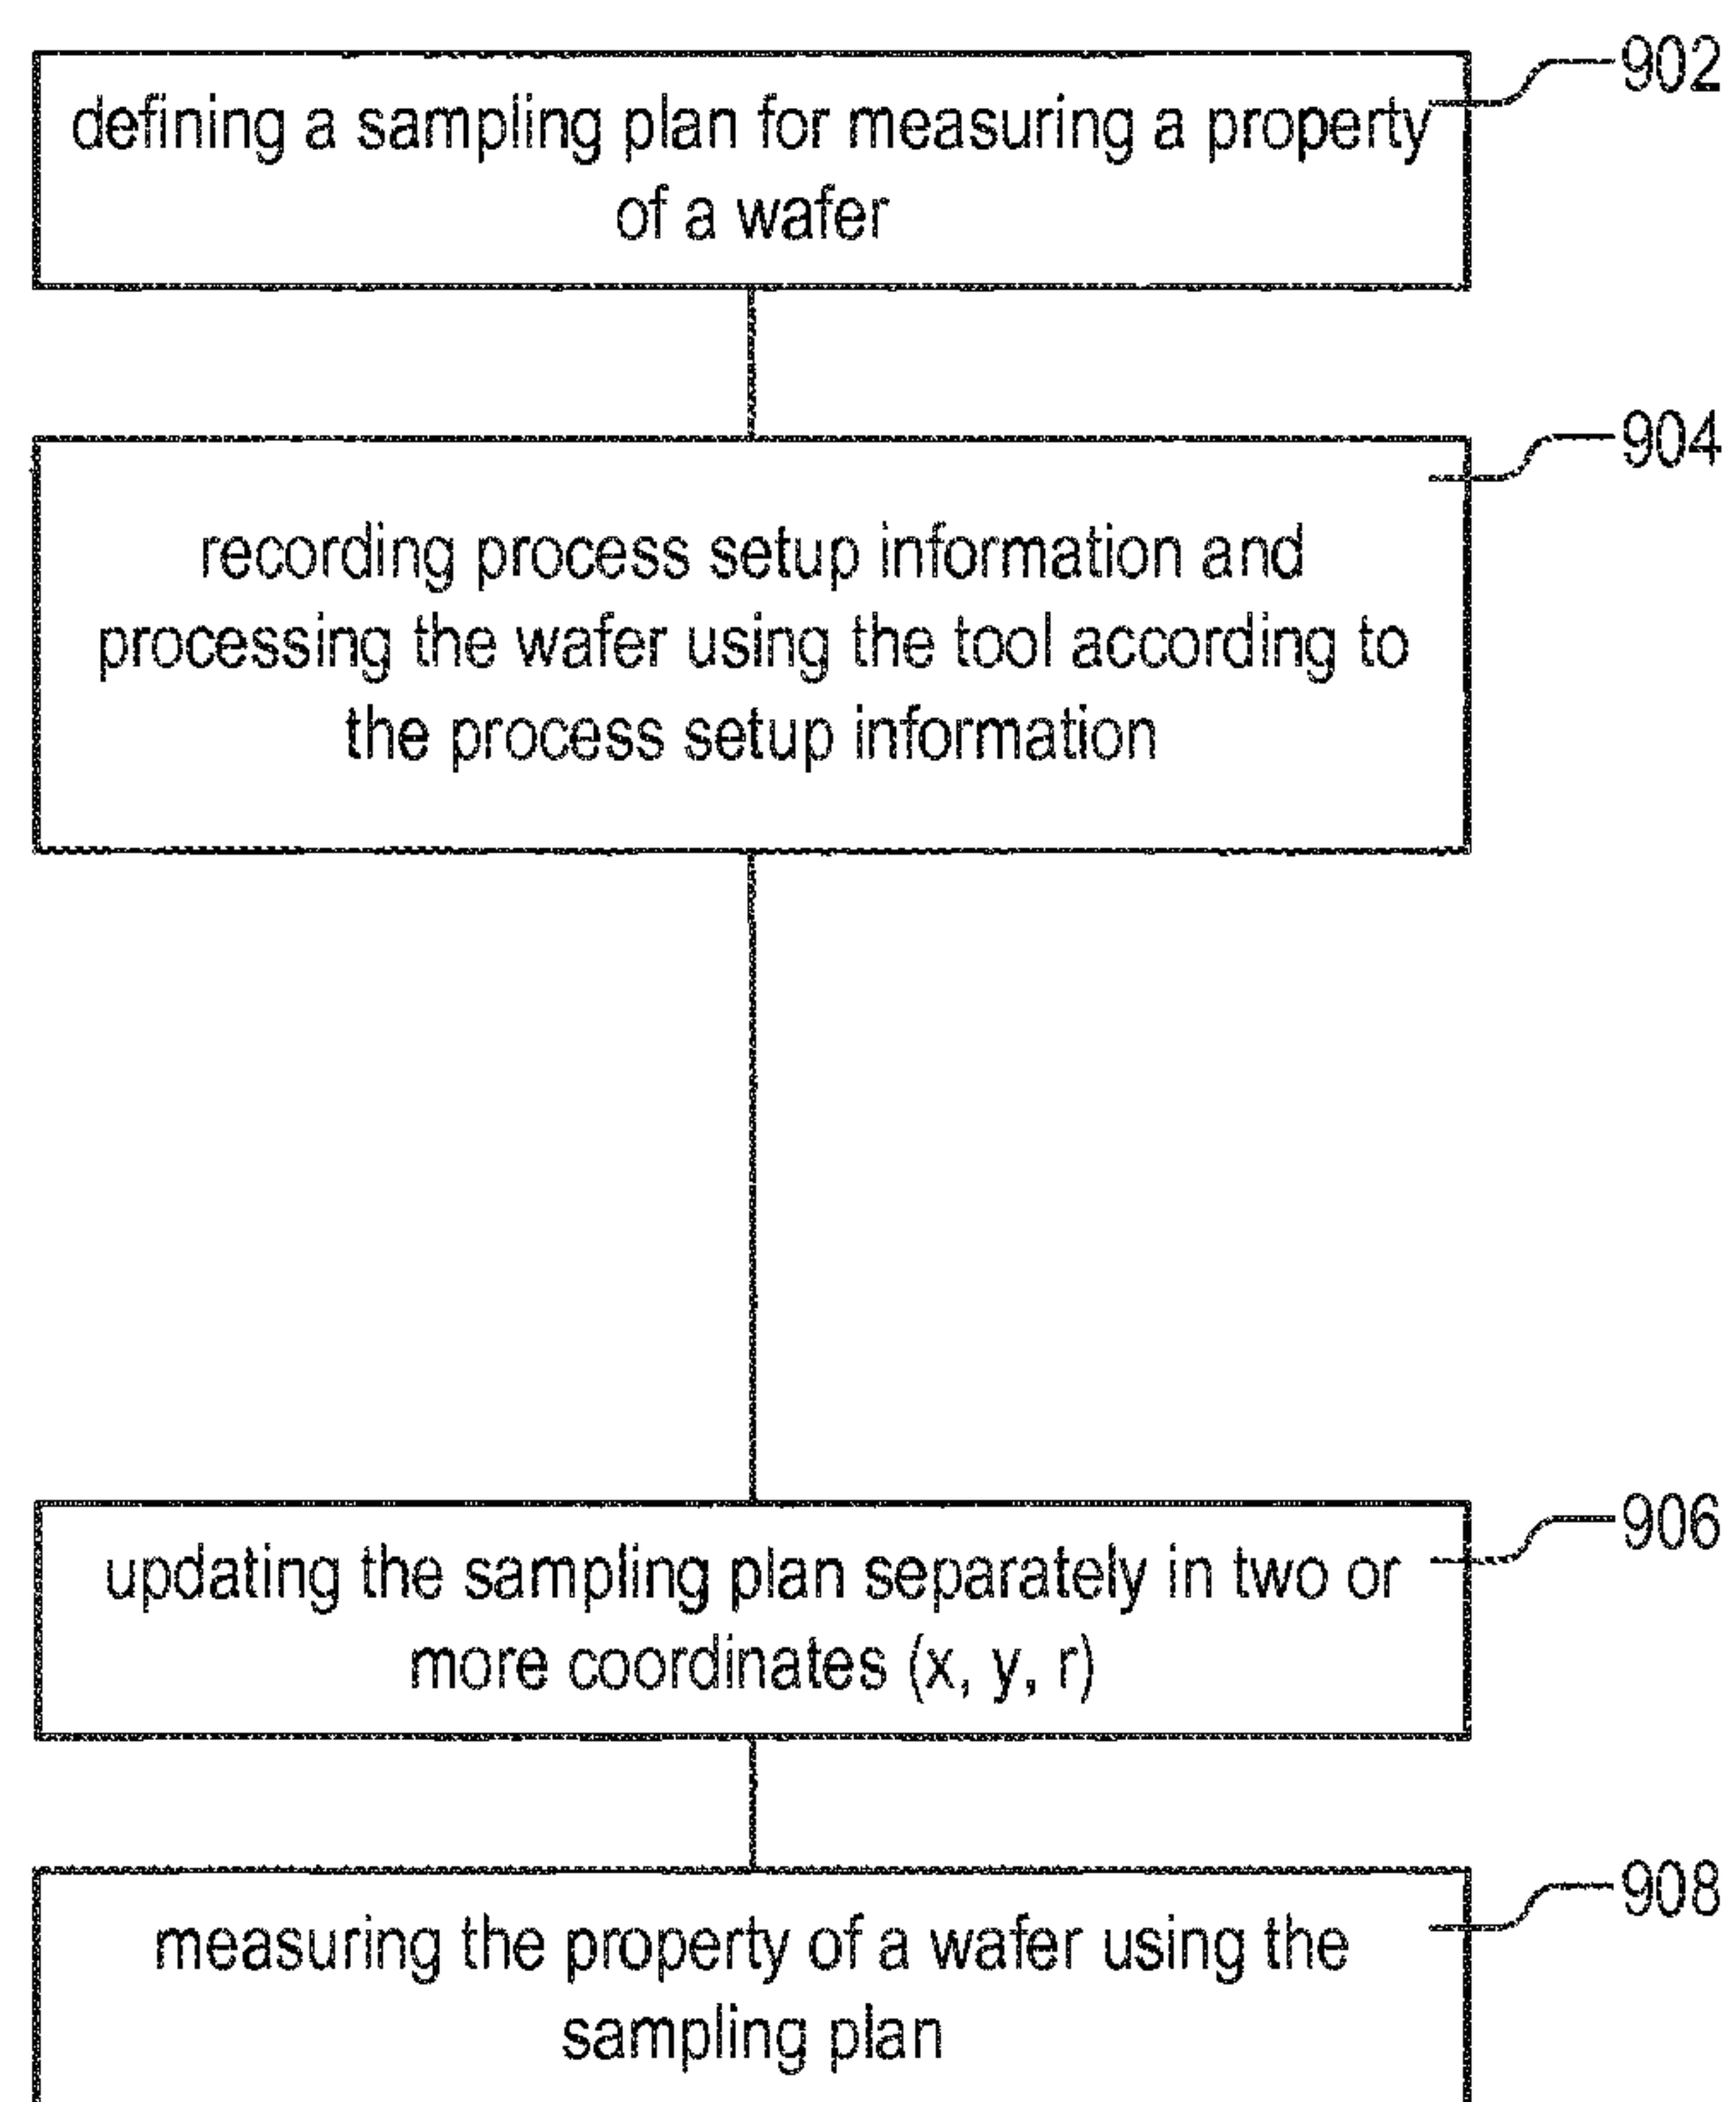 902
defining a sampling plan for measuring a property
of a wafer
904
recording process setup information and
processing the wafer using the tool according to
the process setup information
906
updating the sampling plan separately in two or
more coordinates (x, y, r)
908
measuring the property of a wafer using the
sampling plan